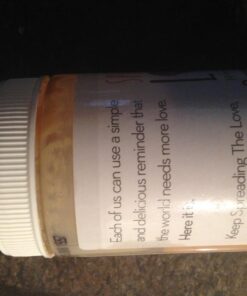 Each of us can use a simple
and delicious reminder that
the world needs more love.
Here it is.
Keep Spreading The Love,